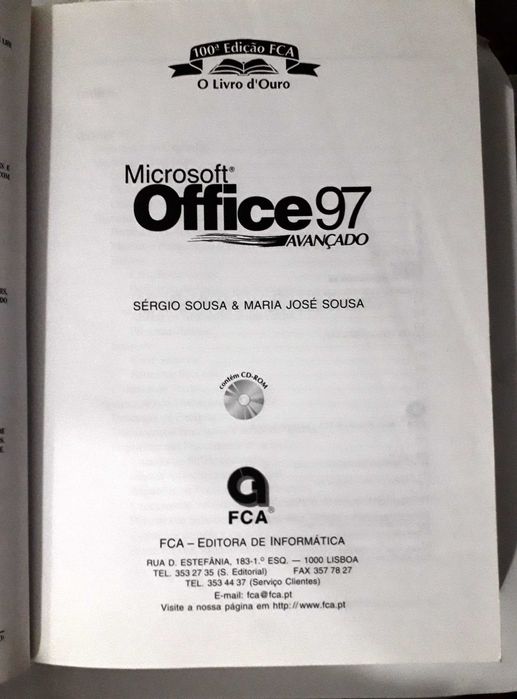 100ª Edição FCA
O Livro d'Ouro
Microsoft®
Office 97
AVANÇADO
SÉRGIO SOUSA & MARIA JOSÉ SOUSA
contém CD-ROM
FCA®
FCA – EDITORA DE INFORMÁTICA
RUA D. ESTEFÂNIA, 183-1.º ESQ. — 1000 LISBOA
TEL. 353 27 35 (S. Editorial) FAX 357 78 27
TEL. 353 44 37 (Serviço Clientes)
E-mail: fca@fca.pt
Visite a nossa página em http://www.fca.pt